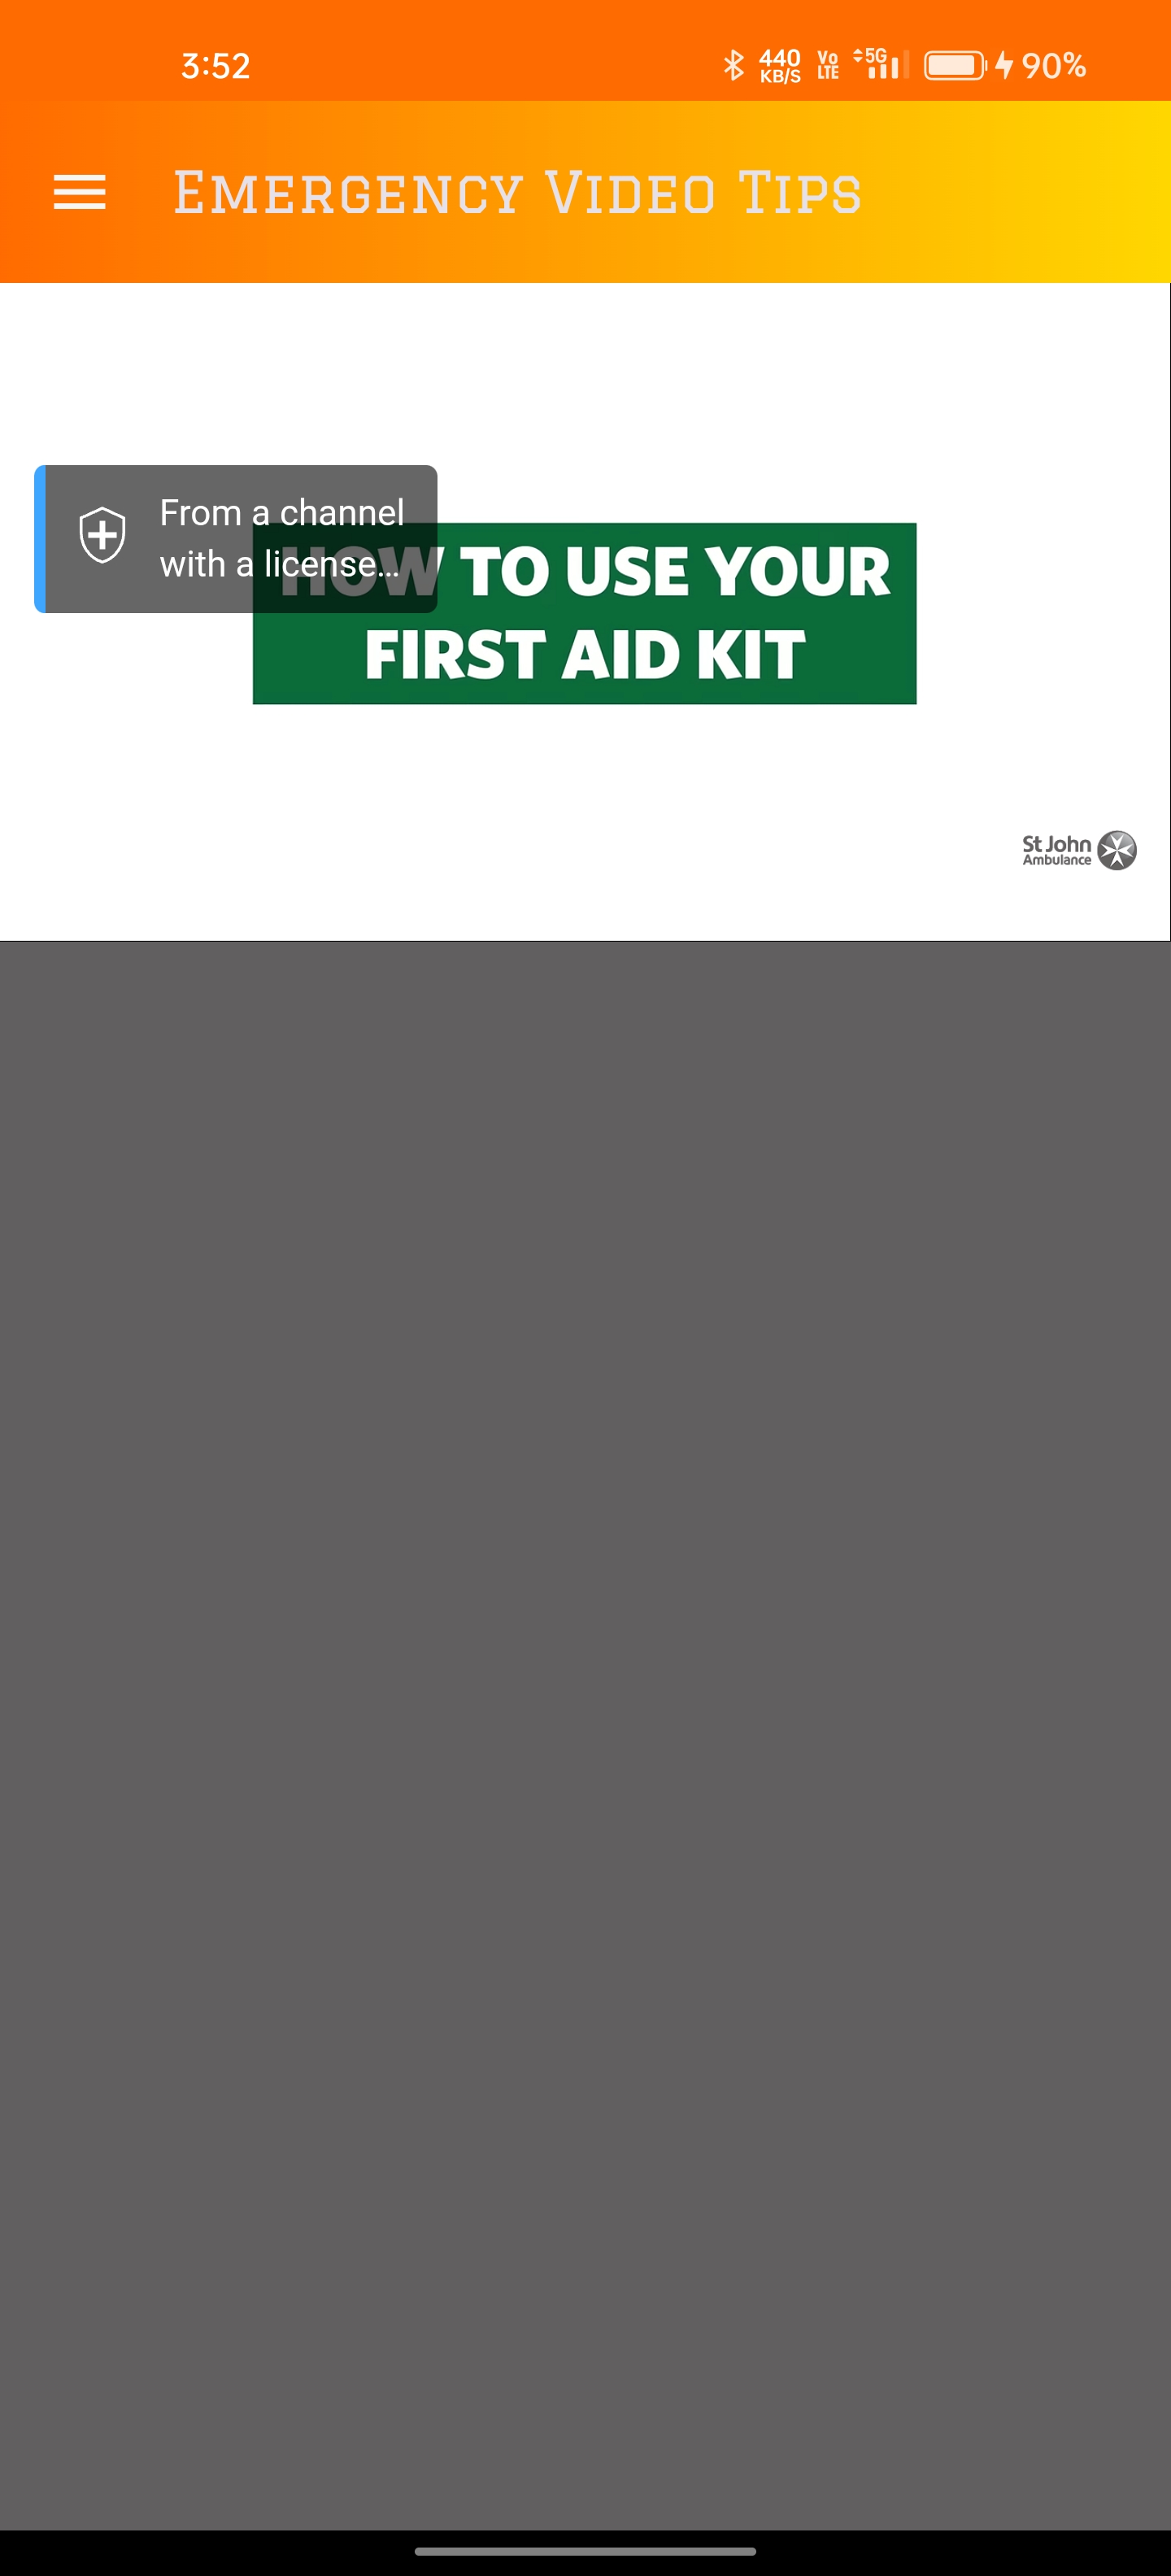 3:52
440
KB/S
Vo
LTE
5G
90%
Emergency Video Tips
From a channel
with a license...
HOW TO USE YOUR
FIRST AID KIT
St John
Ambulance